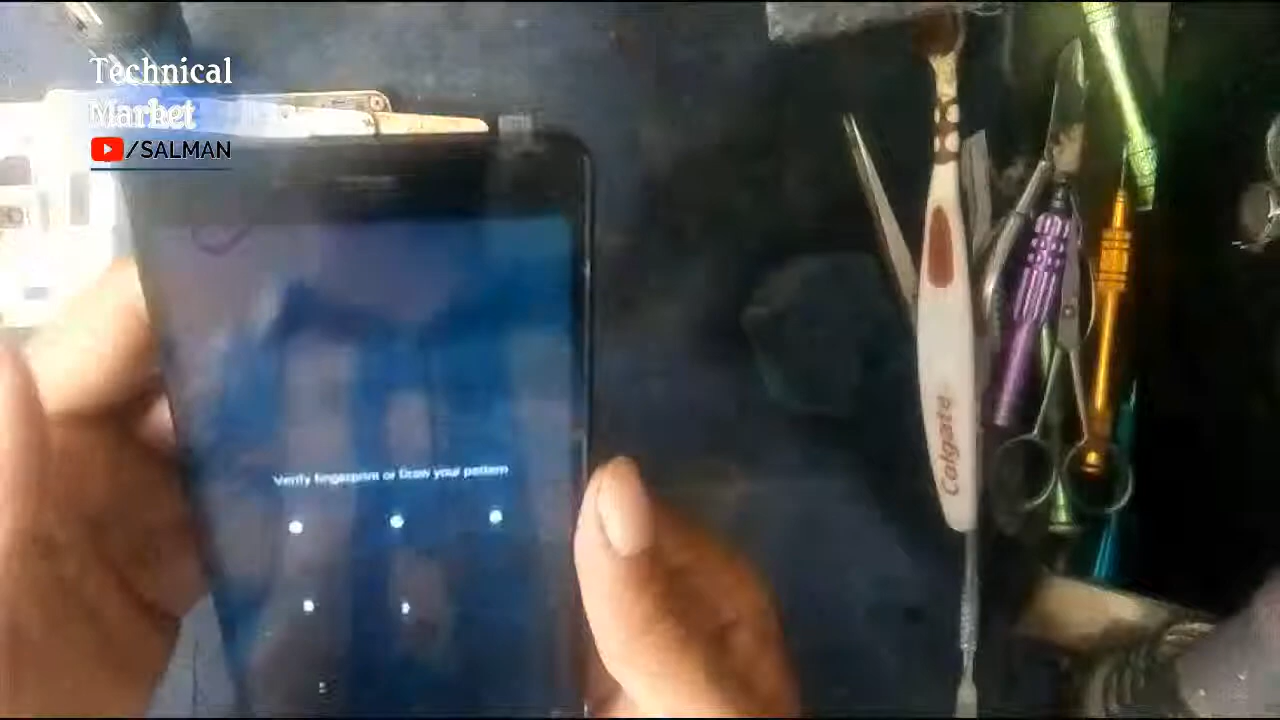 Technical
Market
/SALMAN
Verify fingerprint or Draw your pattern
Colgate